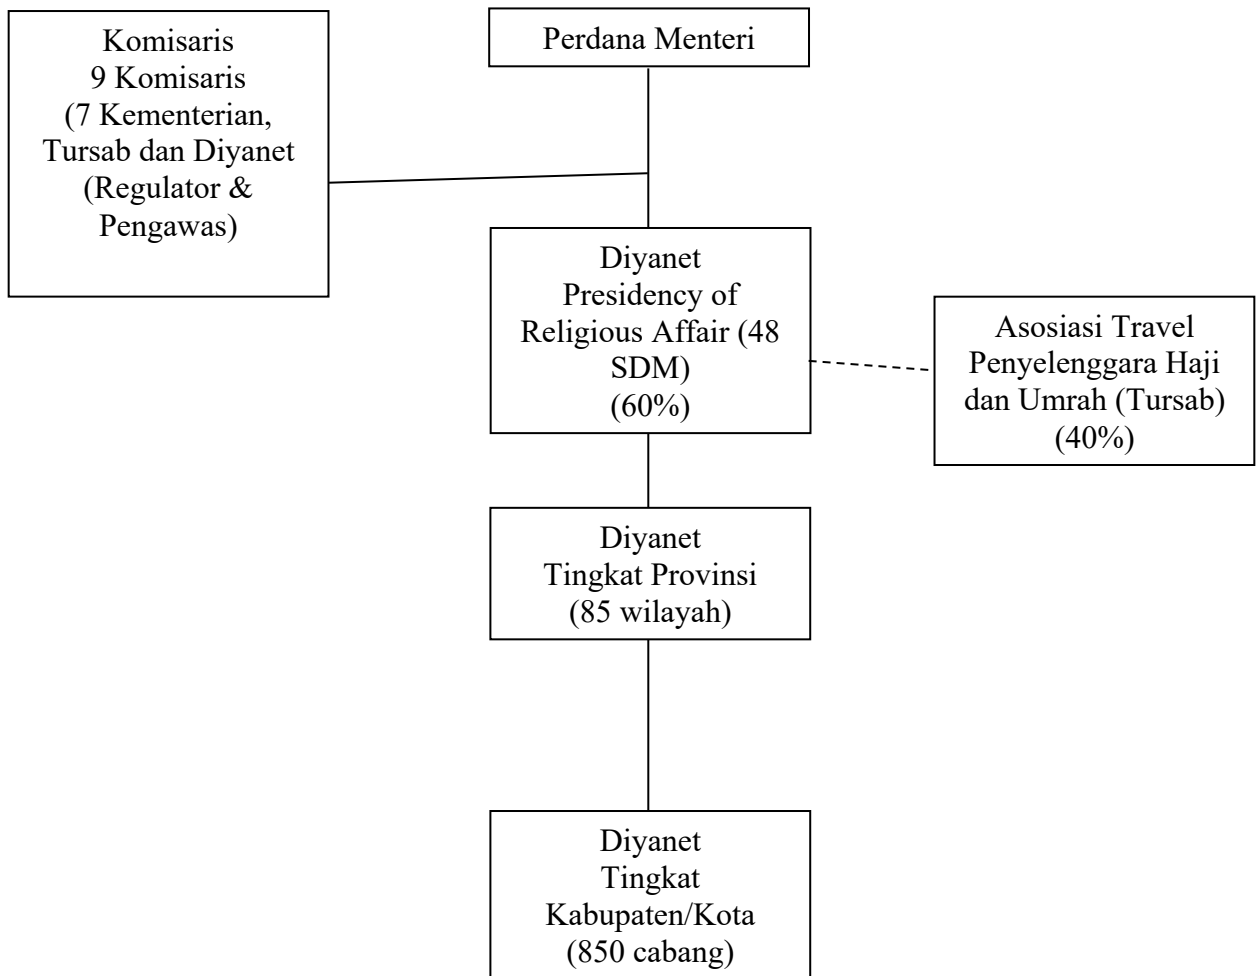 Komisaris
9 Komisaris
(7 Kementerian,
Tursab dan Diyanet
(Regulator &
Pengawas)
Perdana Menteri
Diyanet
Presidency of
Religious Affair (48
SDM)
(60%)
Asosiasi Travel
Penyelenggara Haji
dan Umrah (Tursab)
(40%)
Diyanet
Tingkat Provinsi
(85 wilayah)
Diyanet
Tingkat
Kabupaten/Kota
(850 cabang)